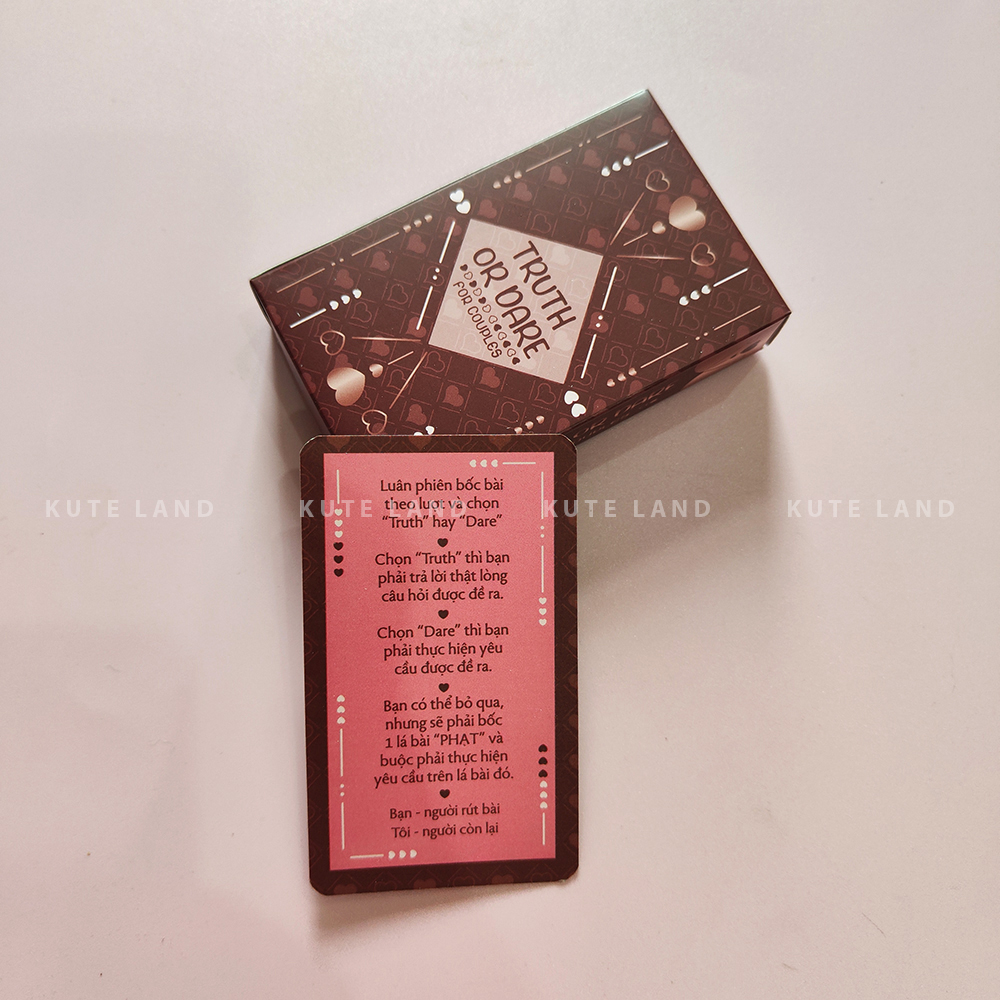 TRUTH
OR DARE
FOR COUPLES
Luân phiên bốc bài
theo lượt và chọn
“Truth” hay “Dare”
Chọn “Truth” thì bạn
phải trả lời thật lòng
câu hỏi được đề ra.
Chọn “Dare” thì bạn
phải thực hiện yêu
cầu được đề ra.
Bạn có thể bỏ qua,
nhưng sẽ phải bốc
1 lá bài “PHẠT” và
buộc phải thực hiện
yêu cầu trên lá bài đó.
Bạn - người rút bài
Tôi - người còn lại
KUTE LAND KUTE LAND KUTE LAND KUTE LAND